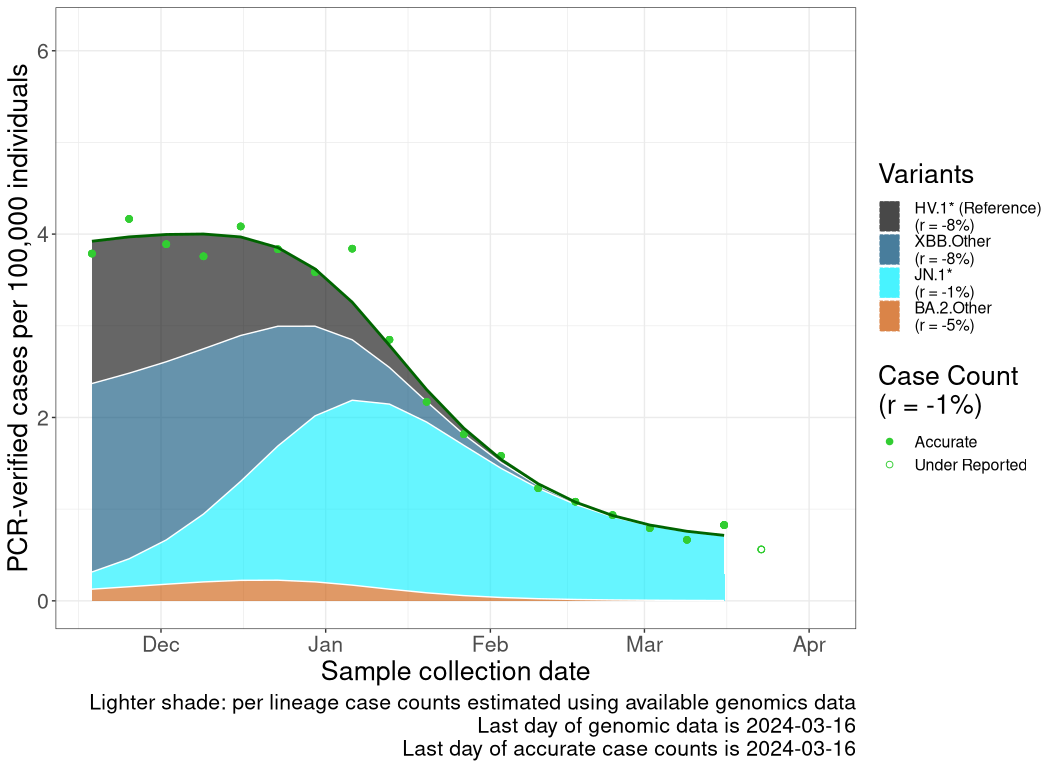 PCR-verified cases per 100,000 individuals
6
4
2
0
Dec Jan Feb Mar Apr
Sample collection date
Lighter shade: per lineage case counts estimated using available genomics data
Last day of genomic data is 2024-03-16
Last day of accurate case counts is 2024-03-16
Variants
HV.1* (Reference)
(r = -8%)
XBB.Other
(r = -8%)
JN.1*
(r = -1%)
BA.2.Other
(r = -5%)
Case Count
(r = -1%)
Accurate
Under Reported